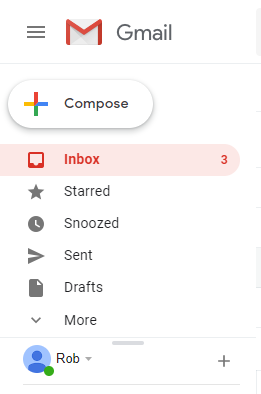 Gmail
Compose
Inbox 3
Starred
Snoozed
Sent
Drafts
More
Rob